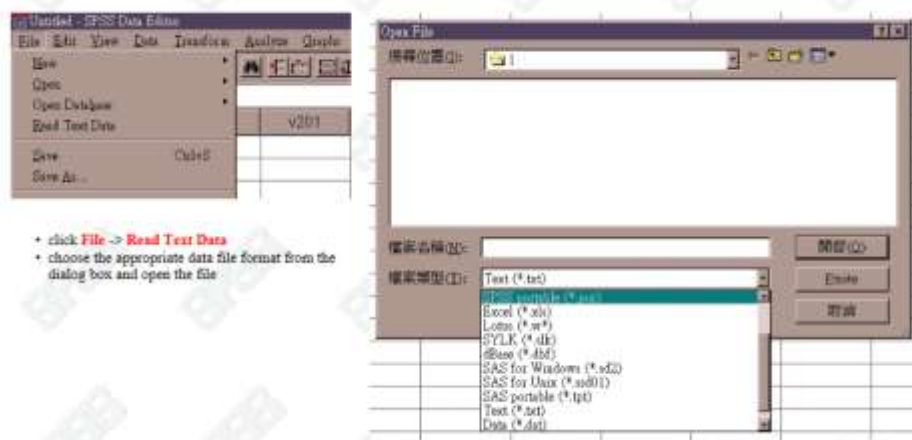 Untitled - SPSS Data Editor
File Edit View Data Transform Analyze Graphs
New
Open
Open Database
Read Text Data
Save Ctrl+S
Save As...
v201
• click File -> Read Text Data
• choose the appropriate data file format from the
dialog box and open the file
Open File
搜尋位置(I):
1
檔案名稱(N):
開啟(O)
檔案類型(T):
Text (*.txt)
Paste
取消
SPSS portable (*.por)
Excel (*.xls)
Lotus (*.w*)
SYLK (*.slk)
dBase (*.dbf)
SAS for Windows (*.sd2)
SAS for Unix (*.ssd01)
SAS portable (*.tpt)
Text (*.txt)
Data (*.dat)